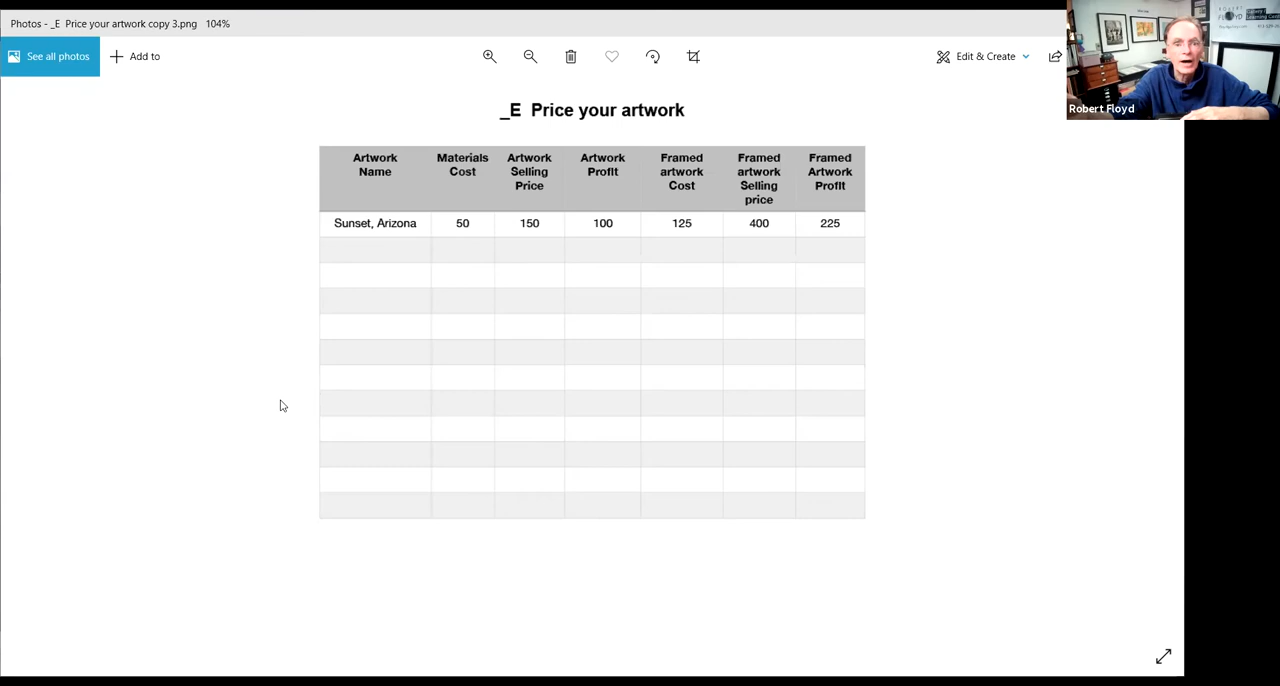 Photos - _E Price your artwork copy 3.png 104%
See all photos
Add to
Edit & Create
Robert Floyd
_E Price your artwork
Artwork Name Materials Cost Artwork Selling Price Artwork Profit Framed artwork Cost Framed artwork Selling price Framed Artwork Profit
Sunset, Arizona 50 150 100 125 400 225